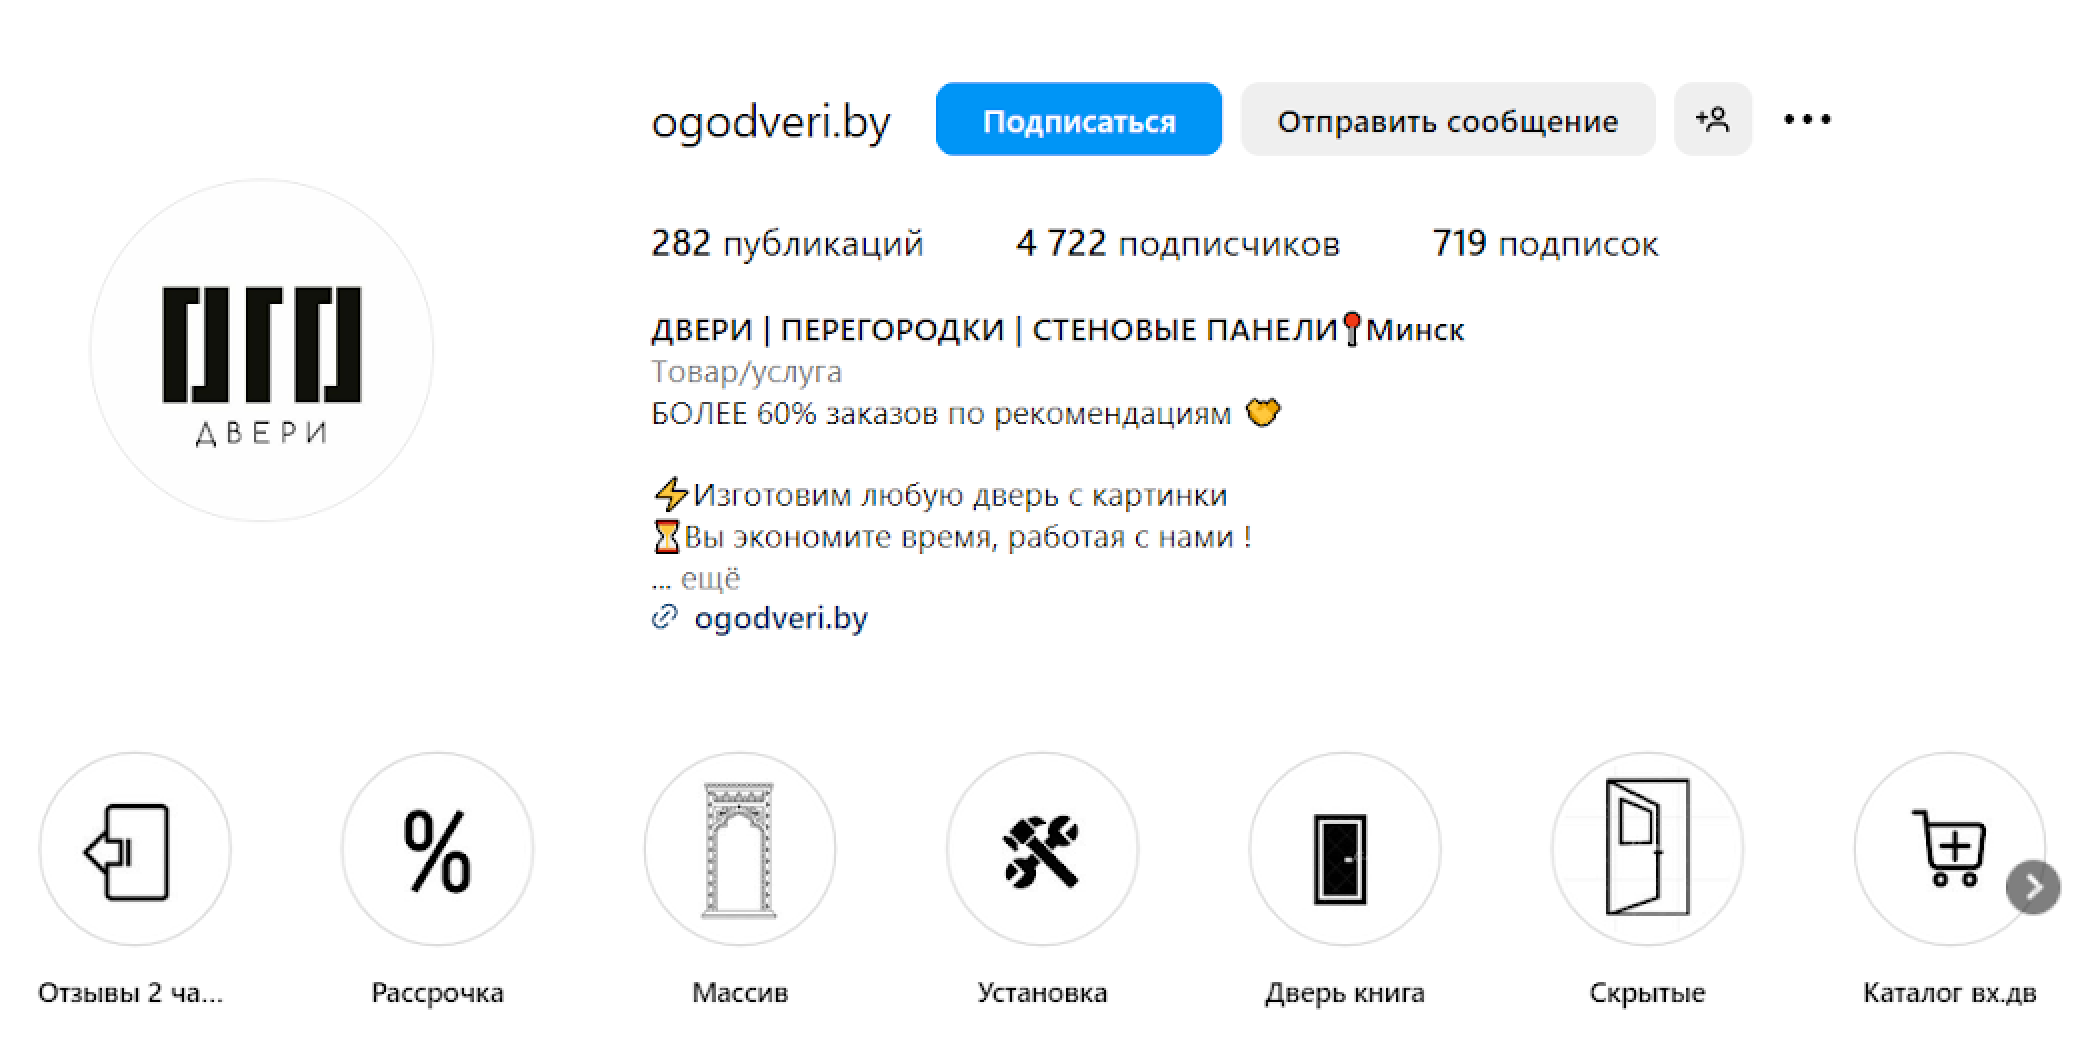 ogodveri.by Подписаться Отправить сообщение
282 публикаций 4 722 подписчиков 719 подписок
ОГО
ДВЕРИ
ДВЕРИ | ПЕРЕГОРОДКИ | СТЕНОВЫЕ ПАНЕЛИ📍Минск
Товар/услуга
БОЛЕЕ 60% заказов по рекомендациям 🤝
⚡Изготовим любую дверь с картинки
⏳Вы экономите время, работая с нами !
... ещё
ogodveri.by
%
Отзывы 2 ча... Рассрочка Массив Установка Дверь книга Скрытые Каталог вх.дв